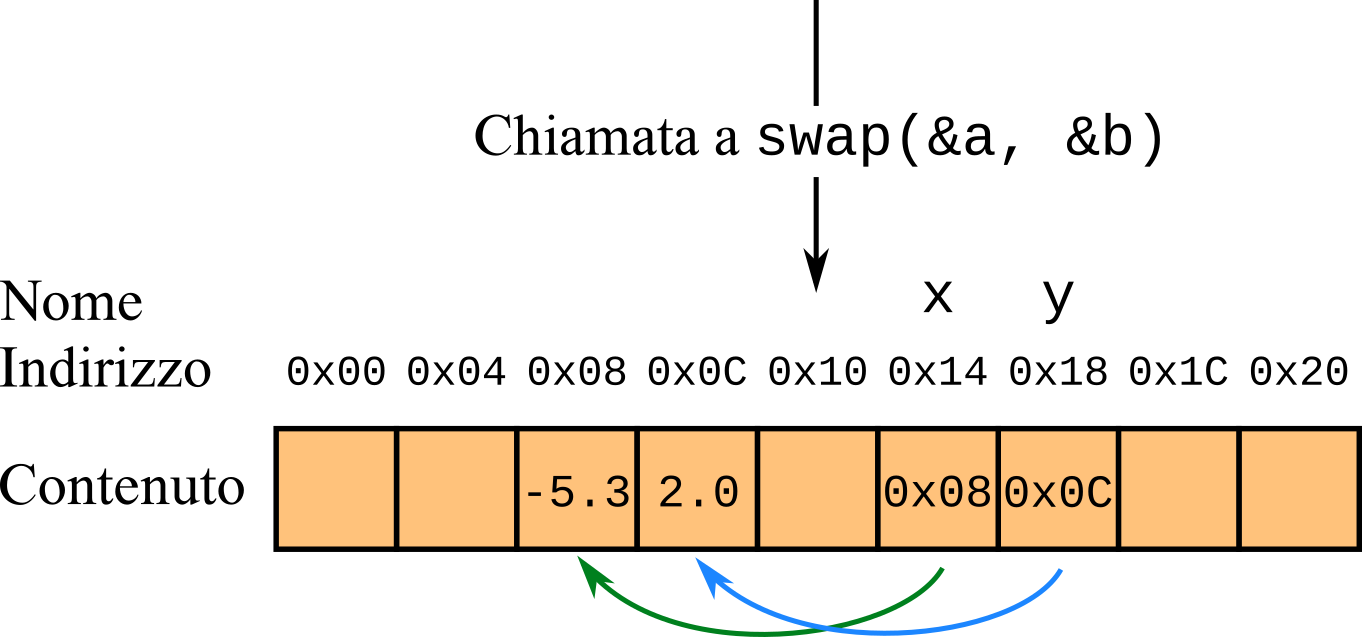 Chiamata a swap(&a, &b)
Nome x y
Indirizzo 0x00 0x04 0x08 0x0C 0x10 0x14 0x18 0x1C 0x20
Contenuto -5.3 2.0 0x08 0x0C